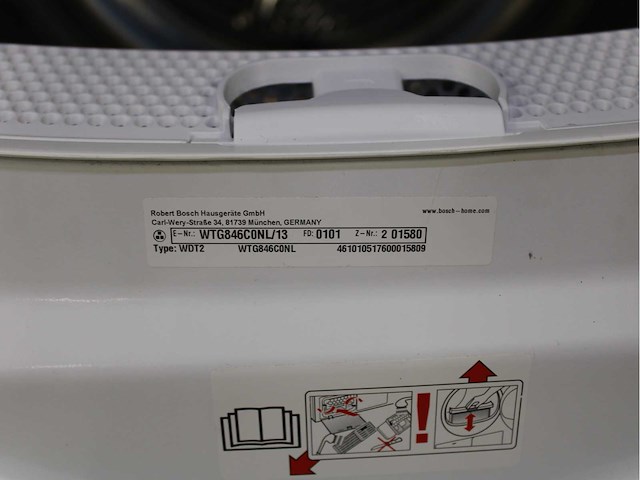 Robert Bosch Hausgeräte GmbH
www.bosch-home.com
Carl-Wery-Straße 34, 81739 München, GERMANY
E-Nr.: WTG846C0NL/13 FD: 0101 Z-Nr.: 2 01580
Type: WDT2 WTG846C0NL 461010517600015809